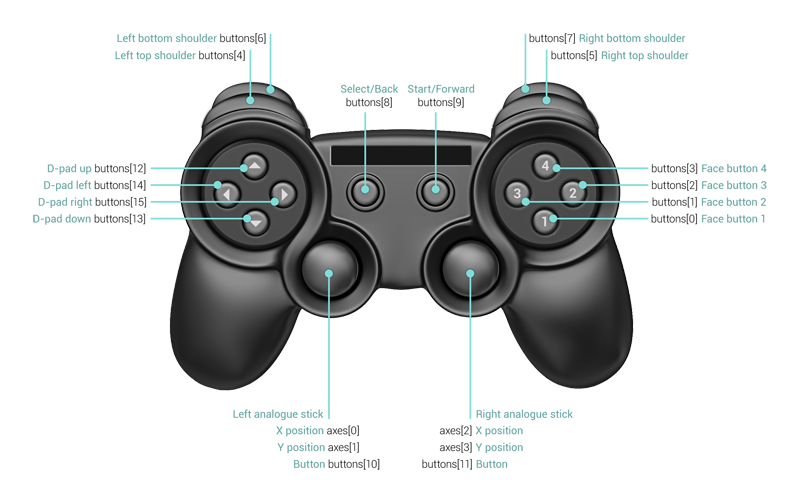 Left bottom shoulder buttons[6]
Left top shoulder buttons[4]
buttons[7] Right bottom shoulder
buttons[5] Right top shoulder
Select/Back
buttons[8]
Start/Forward
buttons[9]
D-pad up buttons[12]
D-pad left buttons[14]
D-pad right buttons[15]
D-pad down buttons[13]
4
3
2
1
buttons[3] Face button 4
buttons[2] Face button 3
buttons[1] Face button 2
buttons[0] Face button 1
Left analogue stick
X position axes[0]
Y position axes[1]
Button buttons[10]
Right analogue stick
axes[2] X position
axes[3] Y position
buttons[11] Button